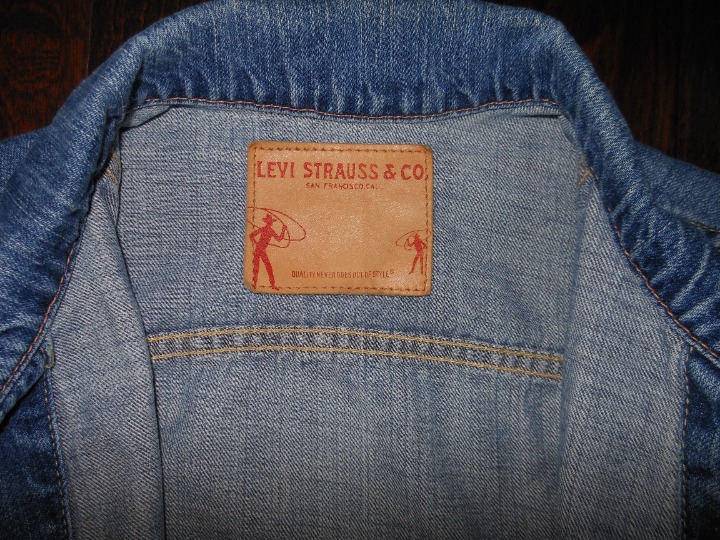 LEVI STRAUSS & CO.
SAN FRANCISCO, CAL.
QUALITY NEVER GOES OUT OF STYLE®